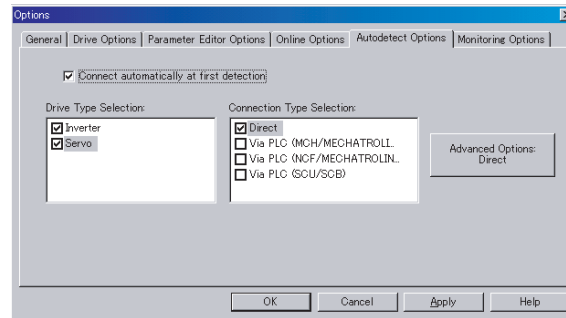 Options
General Drive Options Parameter Editor Options Online Options Autodetect Options Monitoring Options
Connect automatically at first detection
Drive Type Selection: Connection Type Selection:
Inverter Direct
Servo Via PLC (MCH/MECHATROLI..
Via PLC (NCF/MECHATROLIN...
Via PLC (SCU/SCB)
Advanced Options:
Direct
OK Cancel Apply Help